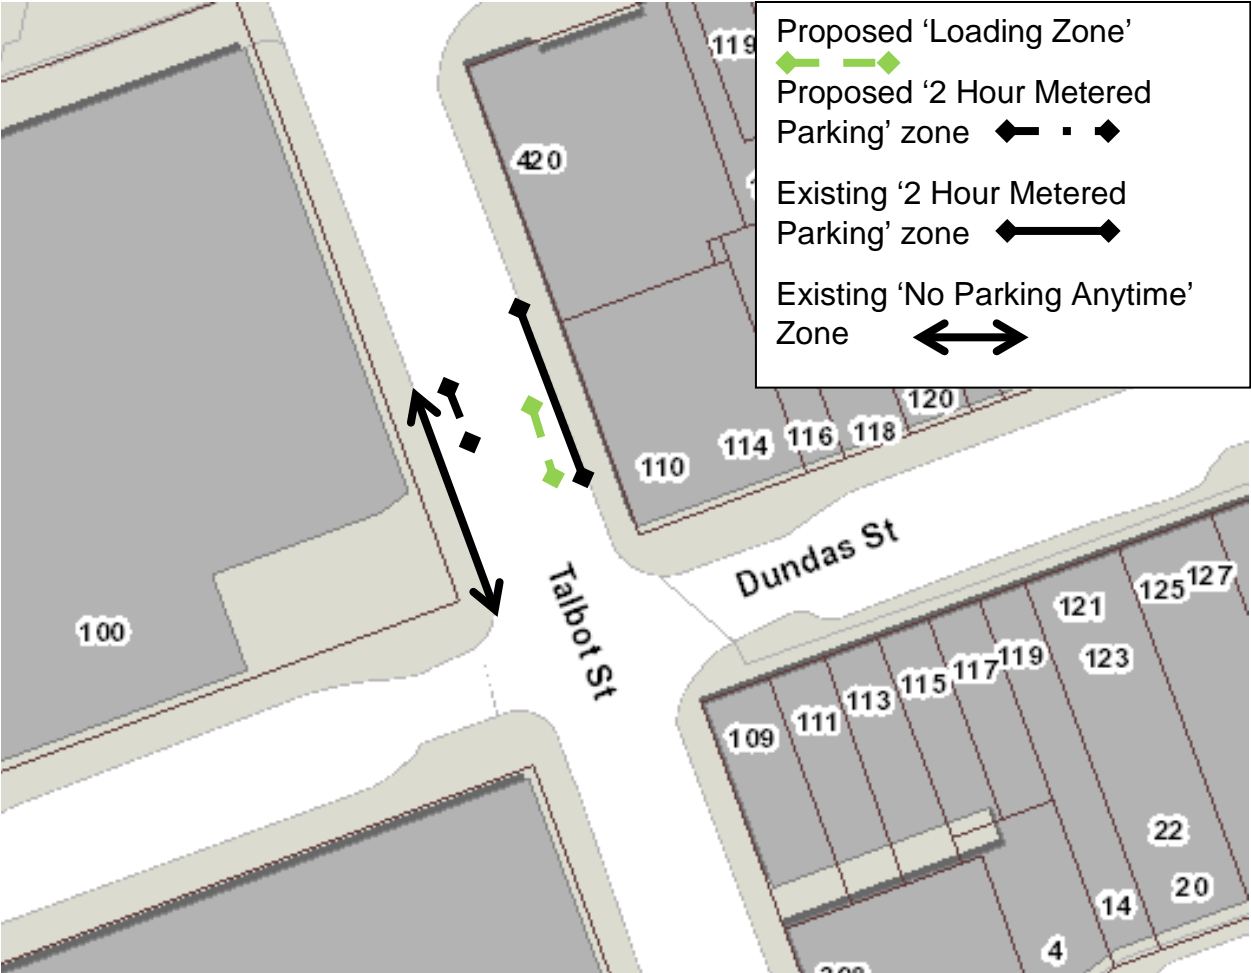 Proposed ‘Loading Zone’
Proposed ‘2 Hour Metered
Parking’ zone
Existing ‘2 Hour Metered
Parking’ zone
Existing ‘No Parking Anytime’
Zone
119
420
120
118
116
114
110
Dundas St
Talbot St
100
127
125
121
123
119
117
115
113
111
109
22
20
14
4